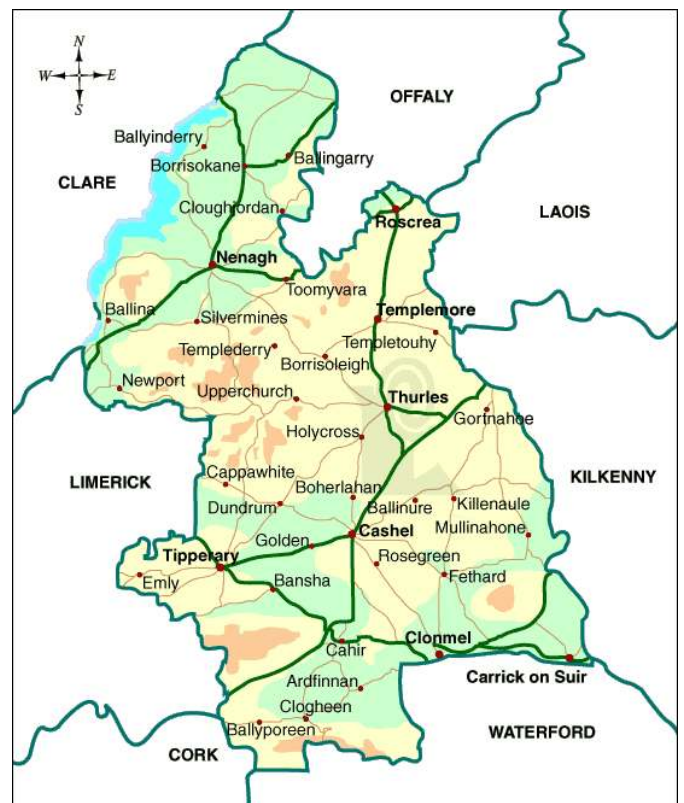 N
W E
S
OFFALY
Ballyinderry
Borrisokane
Ballingarry
CLARE
Cloughjordan
LAOIS
Roscrea
Nenagh
Toomyvara
Ballina
Silvermines
Templemore
Templederry
Templetouhy
Borrisoleigh
Newport
Upperchurch
Thurles
Gortnahoe
Holycross
LIMERICK
KILKENNY
Cappawhite
Boherlahan
Dundrum
Ballinure
Killenaule
Mullinahone
Cashel
Golden
Tipperary
Rosegreen
Emly
Bansha
Fethard
Clonmel
Cahir
Carrick on Suir
Ardfinnan
Clogheen
Ballyporeen
WATERFORD
CORK